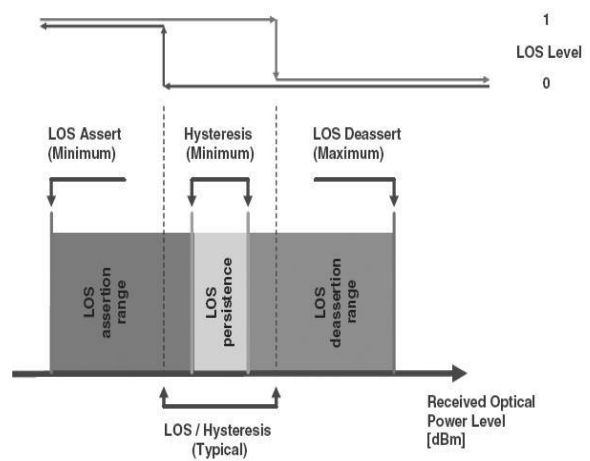 1
LOS Level
0
LOS Assert
(Minimum)
Hysteresis
(Minimum)
LOS Deassert
(Maximum)
LOS
assertion
range
LOS
persistence
LOS
deassertion
range
Received Optical
Power Level
[dBm]
LOS / Hysteresis
(Typical)